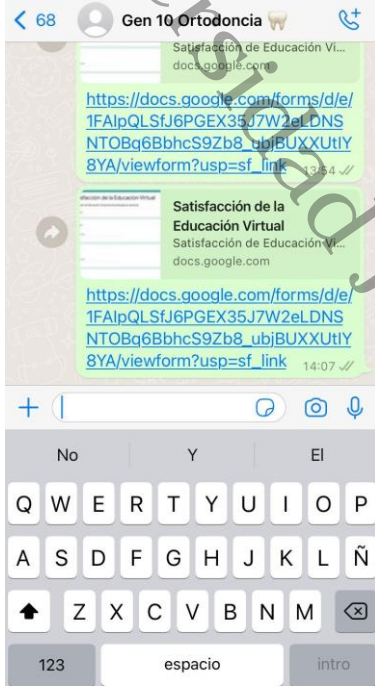 68
Gen 10 Ortodoncia 🦷
Satisfacción de Educación Vi...
docs.google.com
https://docs.google.com/forms/d/e/
1FAIpQLSfJ6PGEX35J7W2eLDNS
NTOBq6BbhcS9Zb8_ubjBUXXUtIY
8YA/viewform?usp=sf_link
13:54
Satisfacción de la
Educación Virtual
Satisfacción de Educación Vi...
docs.google.com
https://docs.google.com/forms/d/e/
1FAIpQLSfJ6PGEX35J7W2eLDNS
NTOBq6BbhcS9Zb8_ubjBUXXUtIY
8YA/viewform?usp=sf_link
14:07
No Y El
Q W E R T Y U I O P
A S D F G H J K L Ñ
Z X C V B N M
123 espacio intro